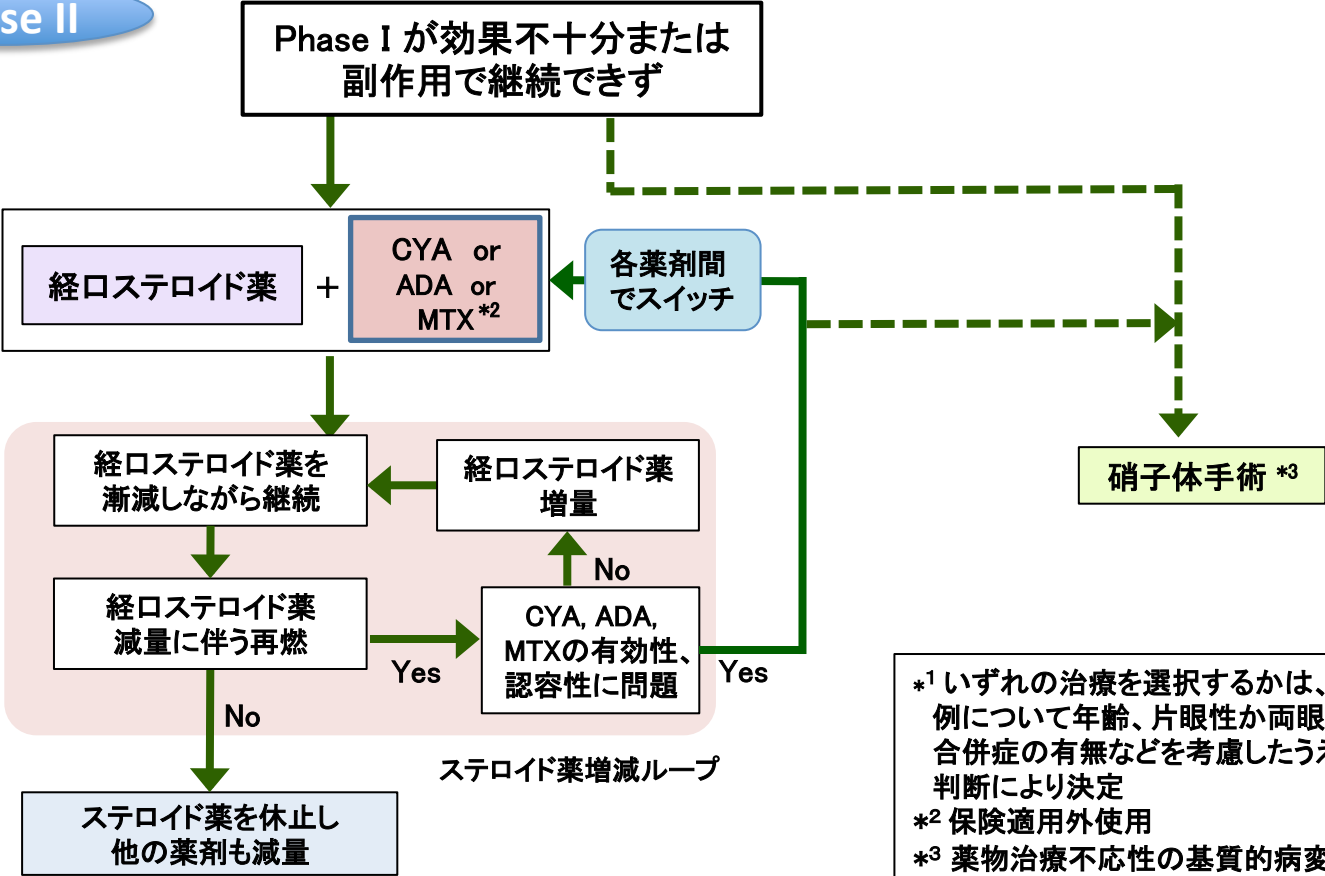 se II
Phase I が効果不十分または
副作用で継続できず
経口ステロイド薬
+
CYA or
ADA or
MTX*2
各薬剤間
でスイッチ
経口ステロイド薬を
漸減しながら継続
経口ステロイド薬
増量
硝子体手術 *3
No
経口ステロイド薬
減量に伴う再燃
CYA, ADA,
MTXの有効性、
認容性に問題
Yes
Yes
No
ステロイド薬増減ループ
ステロイド薬を休止し
他の薬剤も減量
*1 いずれの治療を選択するかは、
例について年齢、片眼性か両眼
合併症の有無などを考慮したう
判断により決定
*2 保険適用外使用
*3 薬物治療不応性の基質的病変